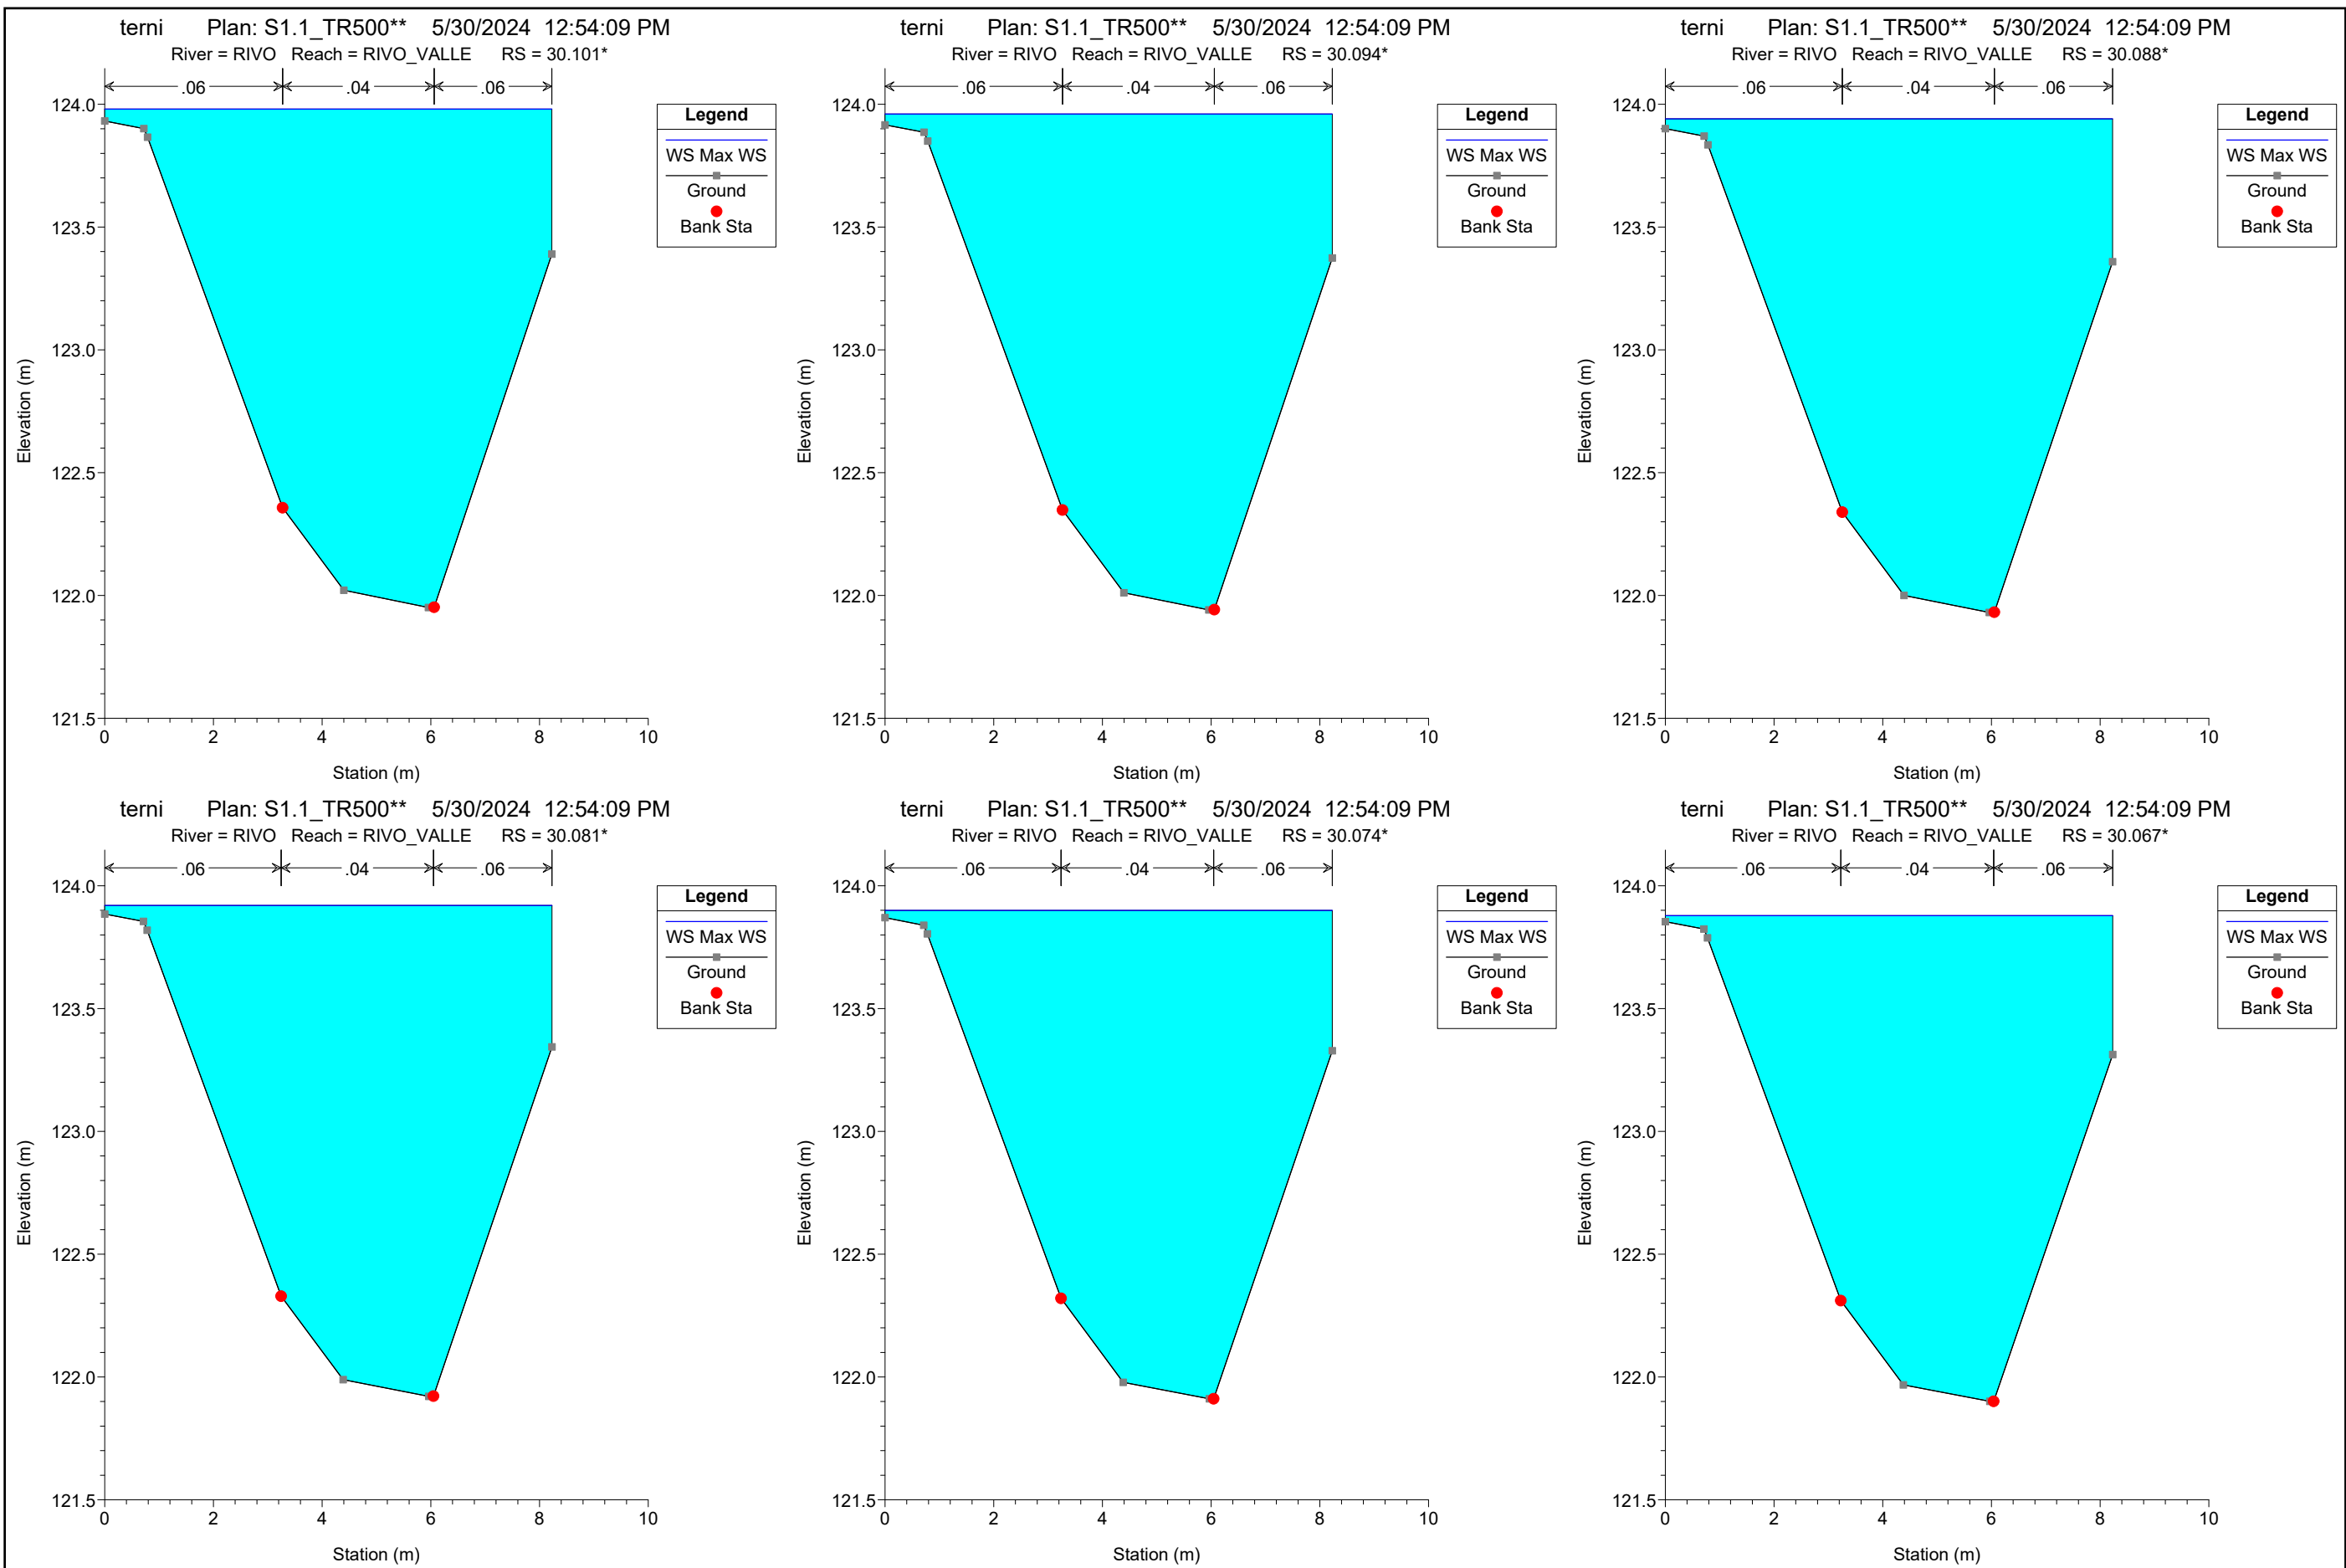 terni Plan: S1.1_TR500** 5/30/2024 12:54:09 PM
River = RIVO Reach = RIVO_VALLE RS = 30.101*
.06 .04 .06
124.0
123.5
123.0
122.5
122.0
121.5
Elevation (m)
0 2 4 6 8 10
Station (m)
Legend
WS Max WS
Ground
Bank Sta
terni Plan: S1.1_TR500** 5/30/2024 12:54:09 PM
River = RIVO Reach = RIVO_VALLE RS = 30.094*
.06 .04 .06
124.0
123.5
123.0
122.5
122.0
121.5
Elevation (m)
0 2 4 6 8 10
Station (m)
Legend
WS Max WS
Ground
Bank Sta
terni Plan: S1.1_TR500** 5/30/2024 12:54:09 PM
River = RIVO Reach = RIVO_VALLE RS = 30.088*
.06 .04 .06
124.0
123.5
123.0
122.5
122.0
121.5
Elevation (m)
0 2 4 6 8 10
Station (m)
Legend
WS Max WS
Ground
Bank Sta
terni Plan: S1.1_TR500** 5/30/2024 12:54:09 PM
River = RIVO Reach = RIVO_VALLE RS = 30.081*
.06 .04 .06
124.0
123.5
123.0
122.5
122.0
121.5
Elevation (m)
0 2 4 6 8 10
Station (m)
Legend
WS Max WS
Ground
Bank Sta
terni Plan: S1.1_TR500** 5/30/2024 12:54:09 PM
River = RIVO Reach = RIVO_VALLE RS = 30.074*
.06 .04 .06
124.0
123.5
123.0
122.5
122.0
121.5
Elevation (m)
0 2 4 6 8 10
Station (m)
Legend
WS Max WS
Ground
Bank Sta
terni Plan: S1.1_TR500** 5/30/2024 12:54:09 PM
River = RIVO Reach = RIVO_VALLE RS = 30.067*
.06 .04 .06
124.0
123.5
123.0
122.5
122.0
121.5
Elevation (m)
0 2 4 6 8 10
Station (m)
Legend
WS Max WS
Ground
Bank Sta